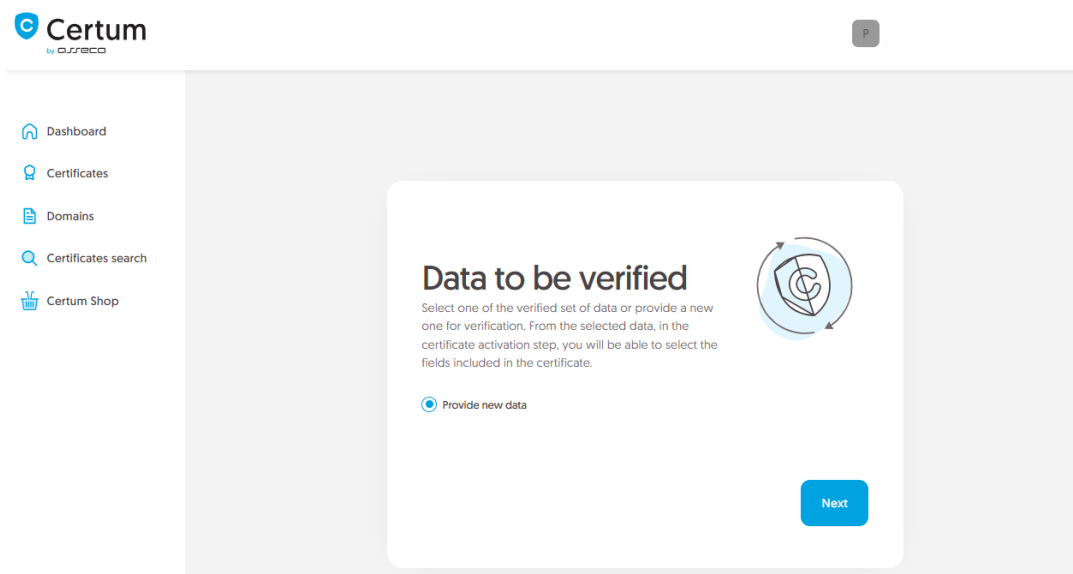 Certum
by asseco
P
Dashboard
Certificates
Domains
Certificates search
Certum Shop
Data to be verified
Select one of the verified set of data or provide a new
one for verification. From the selected data, in the
certificate activation step, you will be able to select the
fields included in the certificate.
Provide new data
Next